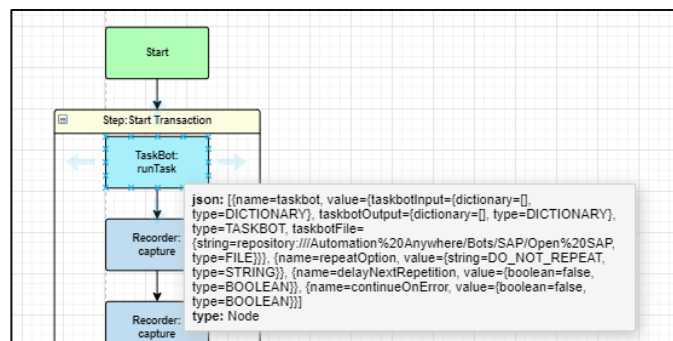 Start
Step:Start Transaction
TaskBot:
runTask
json: [{name=taskbot, value={taskbotInput={dictionary=[],
type=DICTIONARY}, taskbotOutput={dictionary=[], type=DICTIONARY},
type=TASKBOT, taskbotFile=
{string=repository:///Automation%20Anywhere/Bots/SAP/Open%20SAP,
type=FILE}}}, {name=repeatOption, value={string=DO_NOT_REPEAT,
type=STRING}}, {name=delayNextRepetition, value={boolean=false,
type=BOOLEAN}}, {name=continueOnError, value={boolean=false,
type=BOOLEAN}}]
type: Node
Recorder:
capture
Recorder:
capture